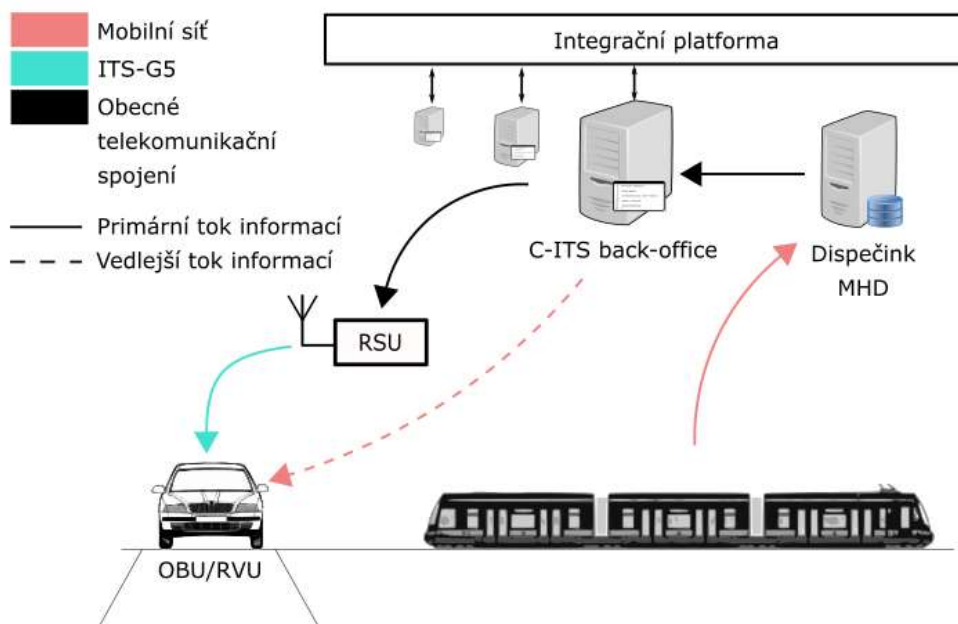 Mobilní síť
ITS-G5
Obecné
telekomunikační
spojení
Primární tok informací
Vedlejší tok informací
Integrační platforma
C-ITS back-office
Dispečink
MHD
RSU
OBU/RVU